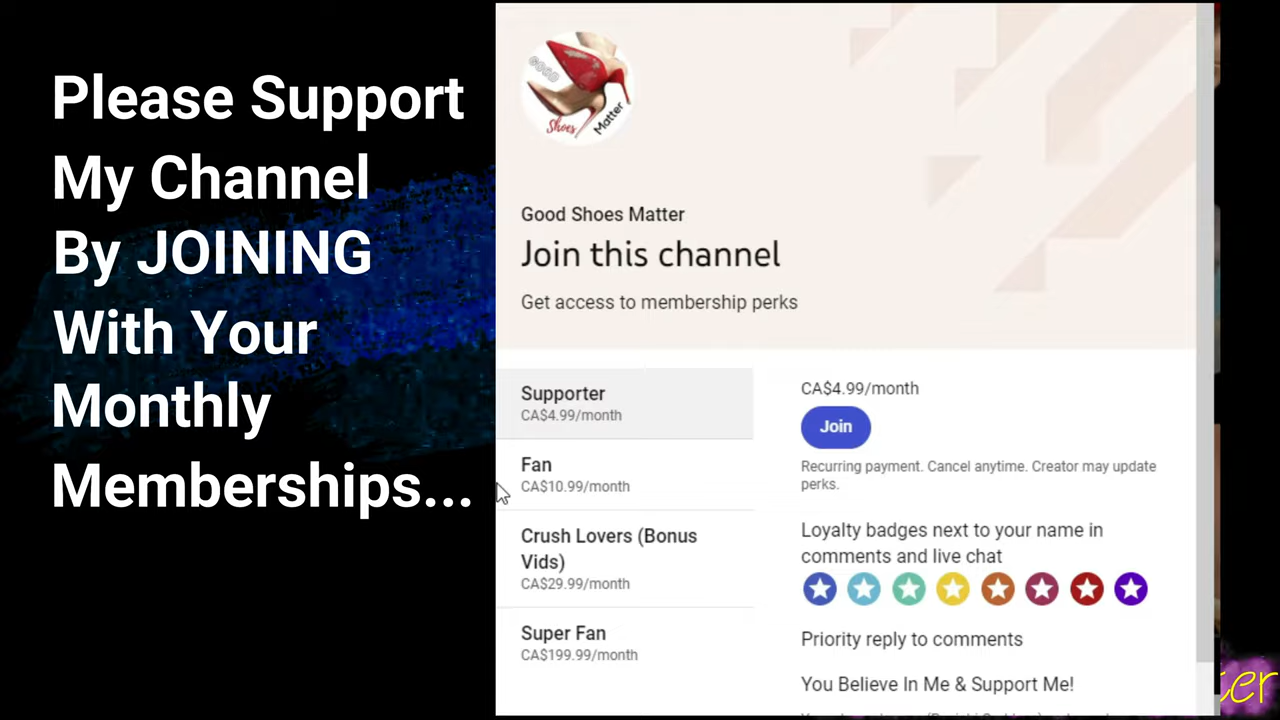 Please Support
My Channel
By JOINING
With Your
Monthly
Memberships...
GOOD
Shoes
Matter
Good Shoes Matter
Join this channel
Get access to membership perks
Supporter
CA$4.99/month
Fan
CA$10.99/month
Crush Lovers (Bonus
Vids)
CA$29.99/month
Super Fan
CA$199.99/month
CA$4.99/month
Join
Recurring payment. Cancel anytime. Creator may update
perks.
Loyalty badges next to your name in
comments and live chat
Priority reply to comments
You Believe In Me & Support Me!